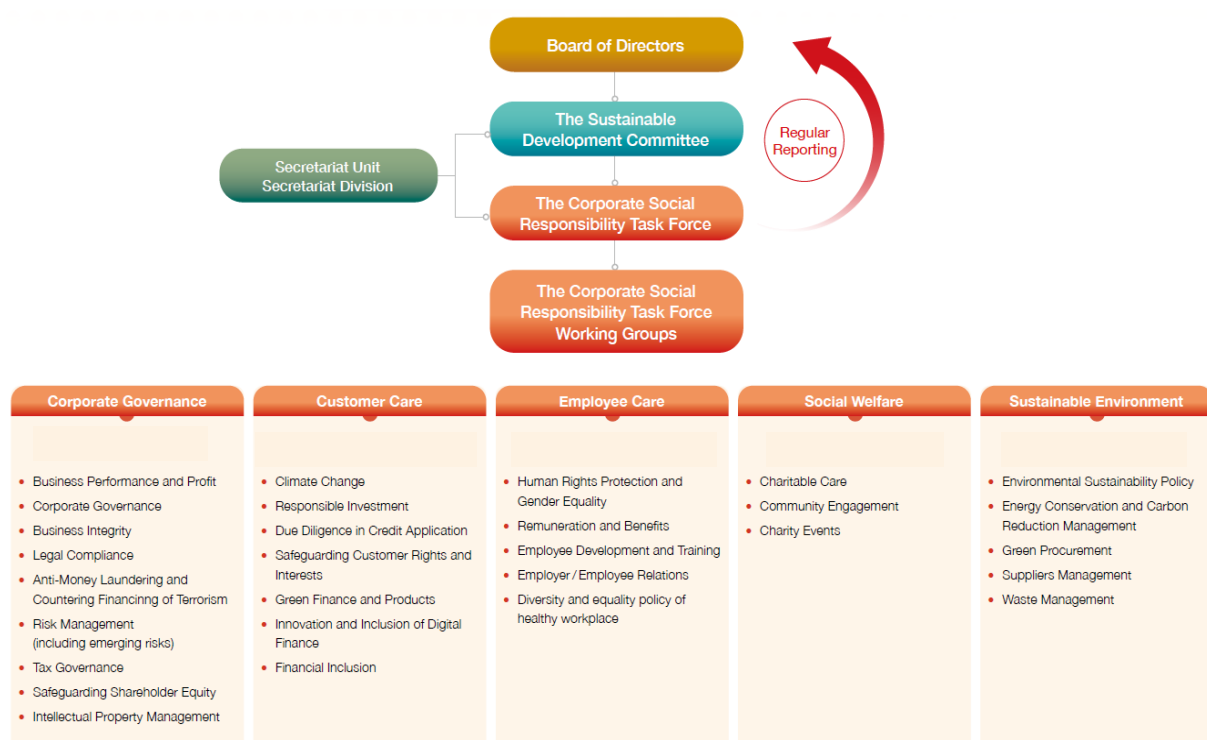 Board of Directors
The Sustainable
Development Committee
Regular
Reporting
Secretariat Unit
Secretariat Division
The Corporate Social
Responsibility Task Force
The Corporate Social
Responsibility Task Force
Working Groups
Corporate Governance
• Business Performance and Profit
• Corporate Governance
• Business Integrity
• Legal Compliance
• Anti-Money Laundering and
Countering Financinng of Terrorism
• Risk Management
(including emerging risks)
• Tax Governance
• Safeguarding Shareholder Equity
• Intellectual Property Management
Customer Care
• Climate Change
• Responsible Investment
• Due Diligence in Credit Application
• Safeguarding Customer Rights and
Interests
• Green Finance and Products
• Innovation and Inclusion of Digital
Finance
• Financial Inclusion
Employee Care
• Human Rights Protection and
Gender Equality
• Remuneration and Benefits
• Employee Development and Training
• Employer / Employee Relations
• Diversity and equality policy of
healthy workplace
Social Welfare
• Charitable Care
• Community Engagement
• Charity Events
Sustainable Environment
• Environmental Sustainability Policy
• Energy Conservation and Carbon
Reduction Management
• Green Procurement
• Suppliers Management
• Waste Management